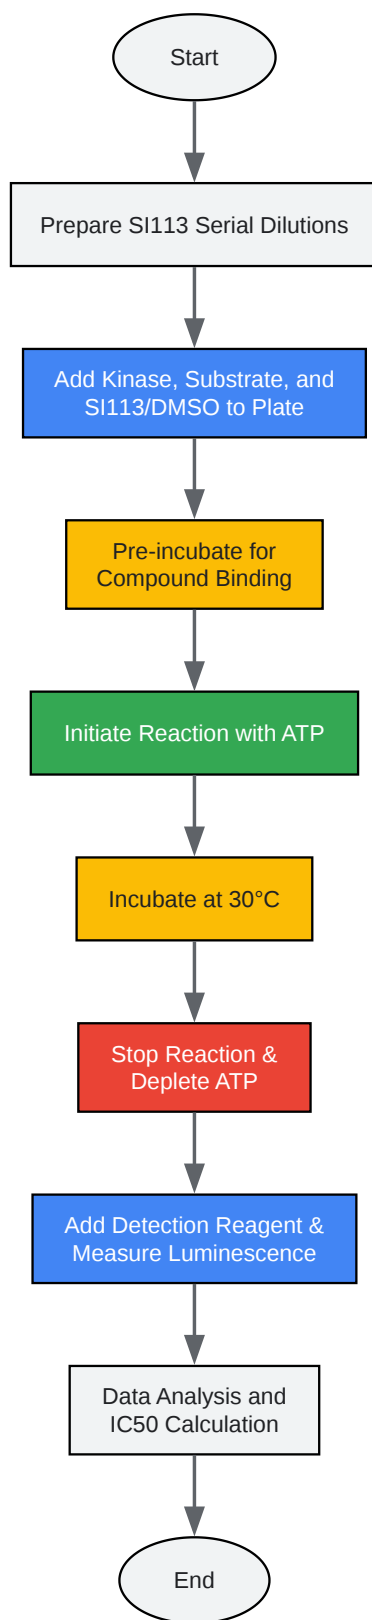 Start
Prepare SI113 Serial Dilutions
Add Kinase, Substrate, and
SI113/DMSO to Plate
Pre-incubate for
Compound Binding
Initiate Reaction with ATP
Incubate at 30°C
Stop Reaction &
Deplete ATP
Add Detection Reagent &
Measure Luminescence
Data Analysis and
IC50 Calculation
End